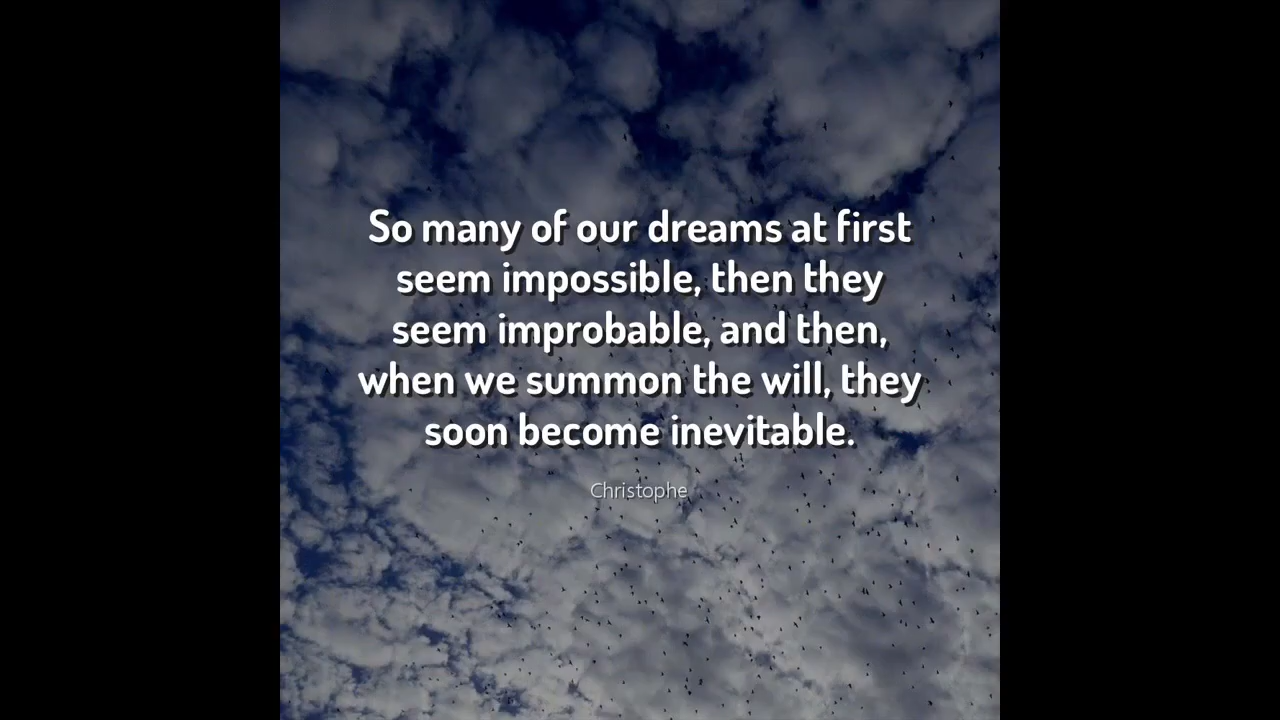 So many of our dreams at first
seem impossible, then they
seem improbable, and then,
when we summon the will, they
soon become inevitable.
Christophe